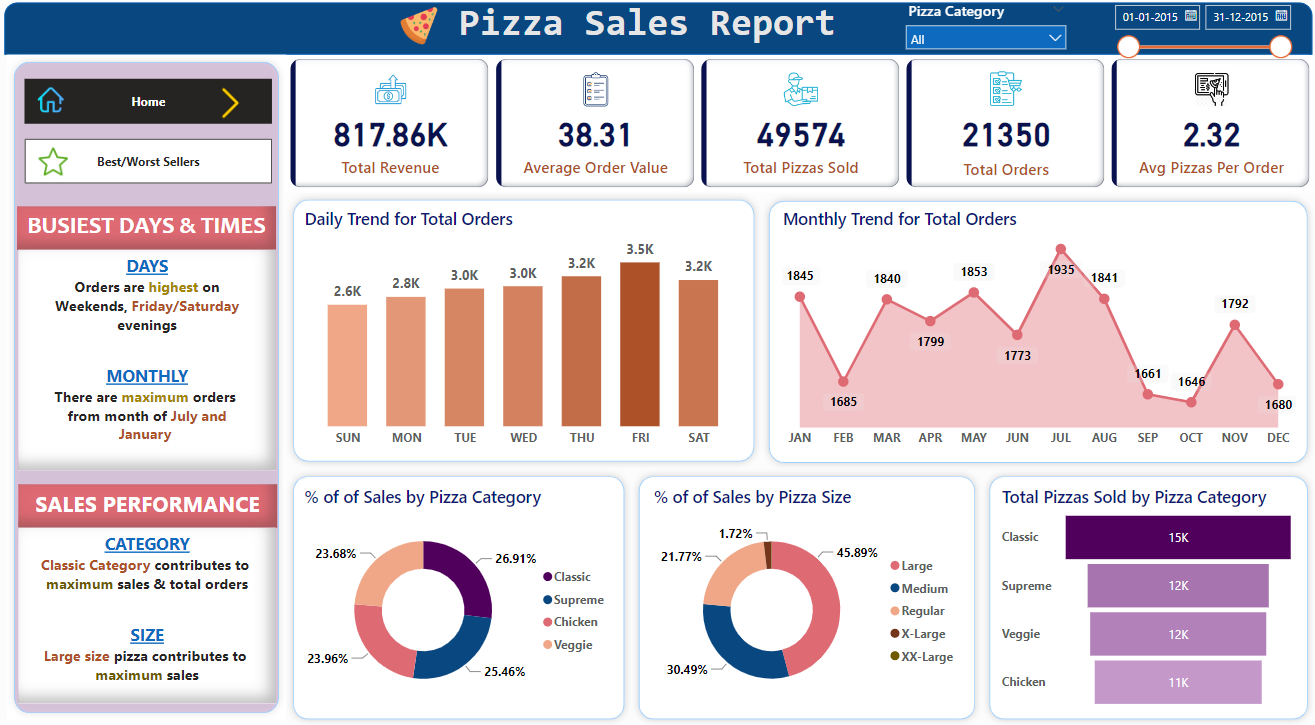 Pizza Sales Report
Pizza Category
All
01-01-2015
31-12-2015
Home
Best/Worst Sellers
BUSIEST DAYS & TIMES
DAYS
Orders are highest on
Weekends, Friday/Saturday
evenings
MONTHLY
There are maximum orders
from month of July and
January
SALES PERFORMANCE
CATEGORY
Classic Category contributes to
maximum sales & total orders
SIZE
Large size pizza contributes to
maximum sales
817.86K
Total Revenue
38.31
Average Order Value
49574
Total Pizzas Sold
21350
Total Orders
2.32
Avg Pizzas Per Order
Daily Trend for Total Orders
2.6K
2.8K
3.0K
3.0K
3.2K
3.5K
3.2K
SUN
MON
TUE
WED
THU
FRI
SAT
Monthly Trend for Total Orders
1845
1685
1840
1799
1853
1773
1935
1841
1661
1646
1792
1680
JAN
FEB
MAR
APR
MAY
JUN
JUL
AUG
SEP
OCT
NOV
DEC
% of of Sales by Pizza Category
23.68%
26.91%
23.96%
25.46%
Classic
Supreme
Chicken
Veggie
% of of Sales by Pizza Size
1.72%
21.77%
45.89%
30.49%
Large
Medium
Regular
X-Large
XX-Large
Total Pizzas Sold by Pizza Category
Classic
15K
Supreme
12K
Veggie
12K
Chicken
11K